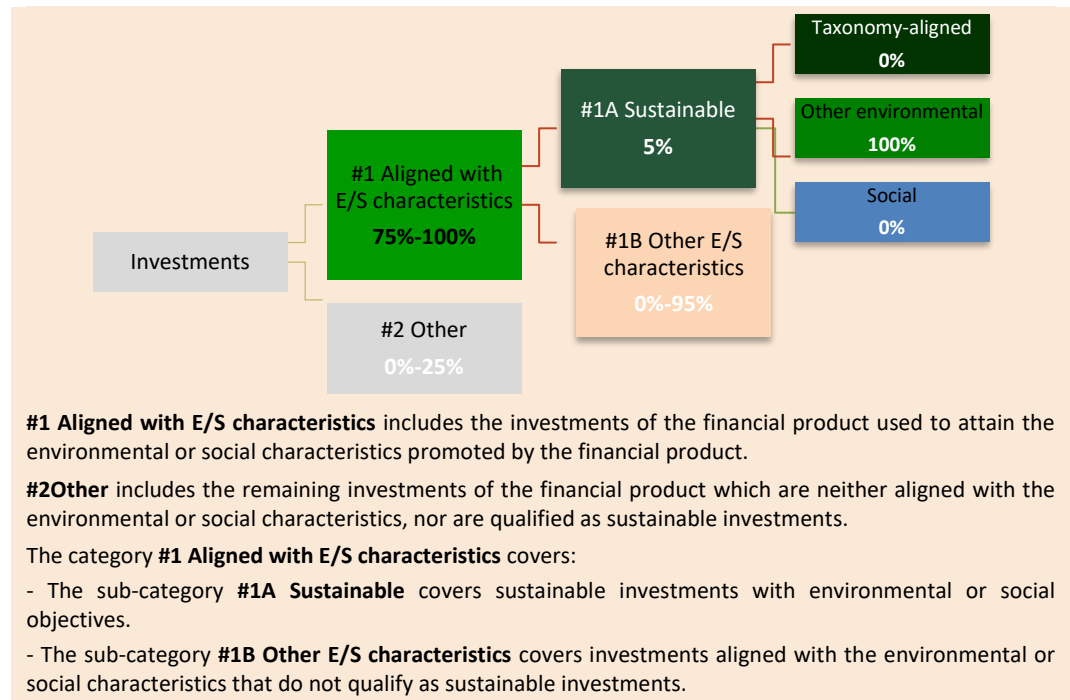 Taxonomy-aligned
0%
#1A Sustainable
5%
Other environmental
100%
#1 Aligned with
E/S characteristics
75%-100%
Social
0%
Investments
#1B Other E/S
characteristics
0%-95%
#2 Other
0%-25%
#1 Aligned with E/S characteristics includes the investments of the financial product used to attain the
environmental or social characteristics promoted by the financial product.
#2Other includes the remaining investments of the financial product which are neither aligned with the
environmental or social characteristics, nor are qualified as sustainable investments.
The category #1 Aligned with E/S characteristics covers:
- The sub-category #1A Sustainable covers sustainable investments with environmental or social
objectives.
- The sub-category #1B Other E/S characteristics covers investments aligned with the environmental or
social characteristics that do not qualify as sustainable investments.